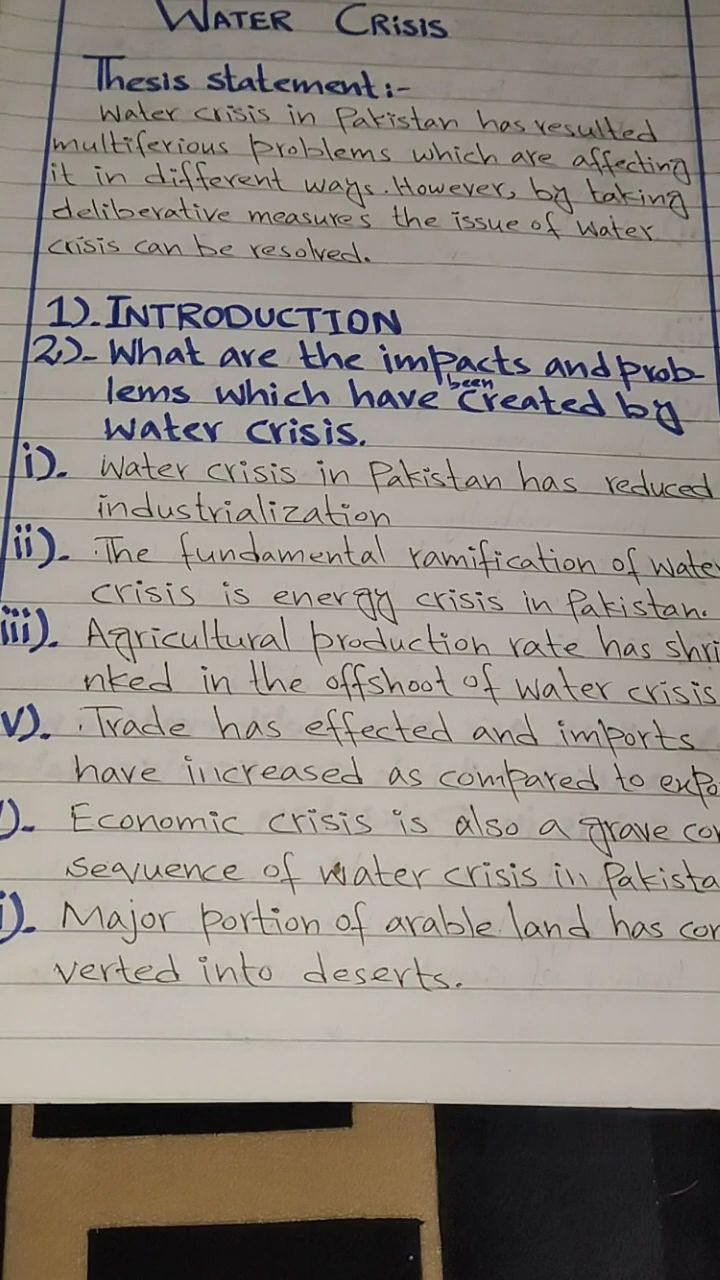 WATER CRISIS
Thesis statement:-
Water crisis in Pakistan has resulted
multiferious problems which are affecting
it in different ways. However, by taking
deliberative measures the issue of water
crisis can be resolved.
1). INTRODUCTION
2)- What are the impacts and prob-
lems which have been created by
water crisis.
i). Water crisis in Pakistan has reduced
industrialization
ii). The fundamental ramification of water
crisis is energy crisis in Pakistan.
iii). Agricultural production rate has shri
nked in the offshoot of water crisis
v). Trade has effected and imports
have increased as compared to expo
)- Economic crisis is also a grave con
sequence of water crisis in Pakista
i). Major portion of arable land has con
verted into deserts.